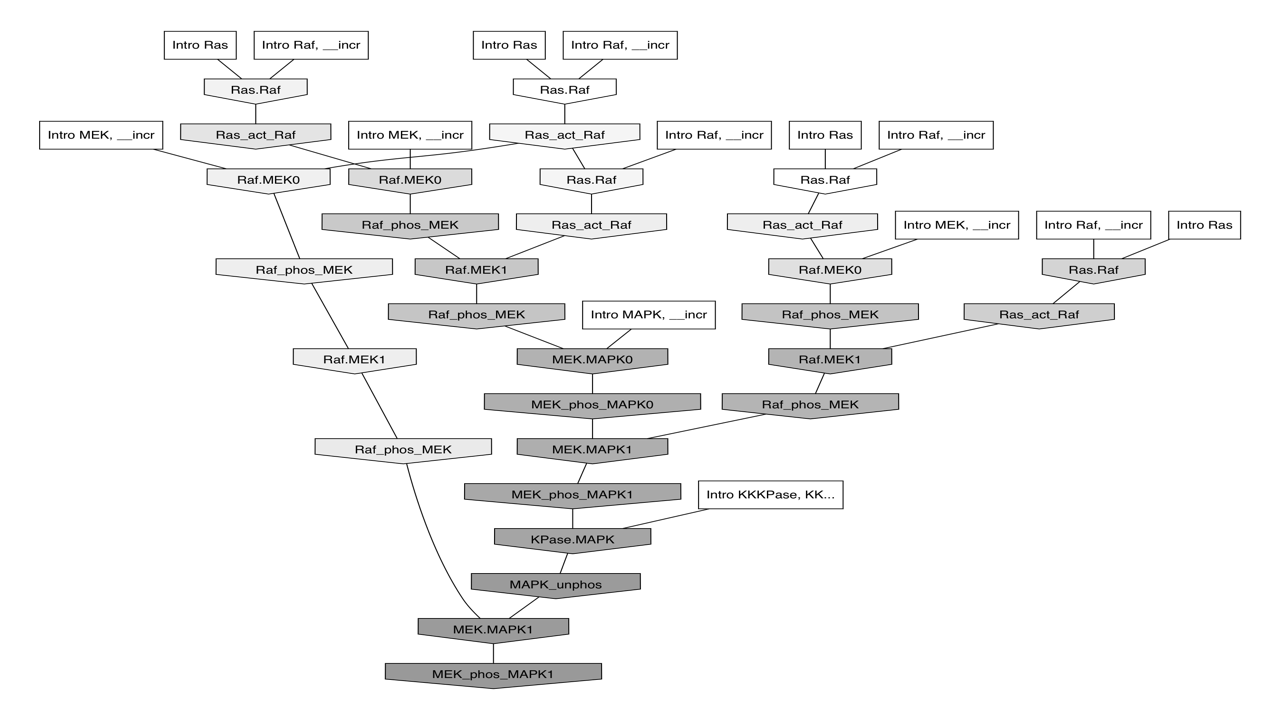 Intro Ras
Intro Raf, __incr
Intro Ras
Intro Raf, __incr
Ras.Raf
Ras.Raf
Intro MEK, __incr
Ras_act_Raf
Intro MEK, __incr
Ras_act_Raf
Intro Raf, __incr
Intro Ras
Intro Raf, __incr
Raf.MEK0
Raf.MEK0
Ras.Raf
Ras.Raf
Raf_phos_MEK
Ras_act_Raf
Ras_act_Raf
Intro MEK, __incr
Intro Raf, __incr
Intro Ras
Raf_phos_MEK
Raf.MEK1
Raf.MEK0
Ras.Raf
Raf_phos_MEK
Intro MAPK, __incr
Raf_phos_MEK
Ras_act_Raf
Raf.MEK1
MEK.MAPK0
Raf.MEK1
MEK_phos_MAPK0
Raf_phos_MEK
Raf_phos_MEK
MEK.MAPK1
MEK_phos_MAPK1
Intro KKKPase, KK...
KPase.MAPK
MAPK_unphos
MEK.MAPK1
MEK_phos_MAPK1